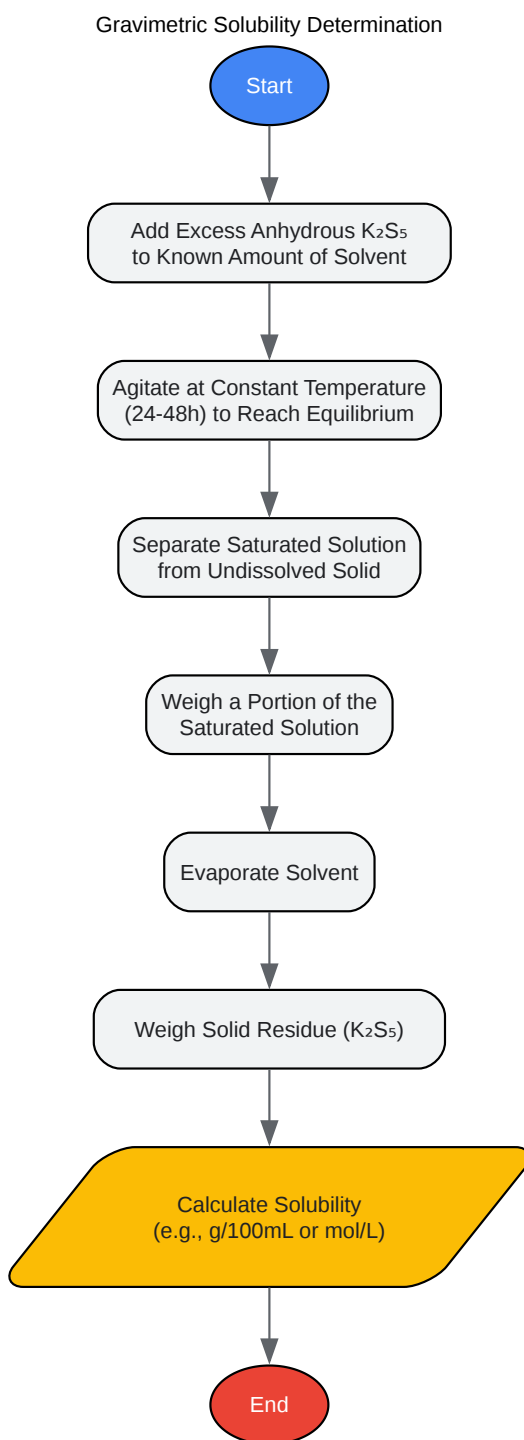 Gravimetric Solubility Determination
Start
Add Excess Anhydrous K₂S₅
to Known Amount of Solvent
Agitate at Constant Temperature
(24-48h) to Reach Equilibrium
Separate Saturated Solution
from Undissolved Solid
Weigh a Portion of the
Saturated Solution
Evaporate Solvent
Weigh Solid Residue (K₂S₅)
Calculate Solubility
(e.g., g/100mL or mol/L)
End